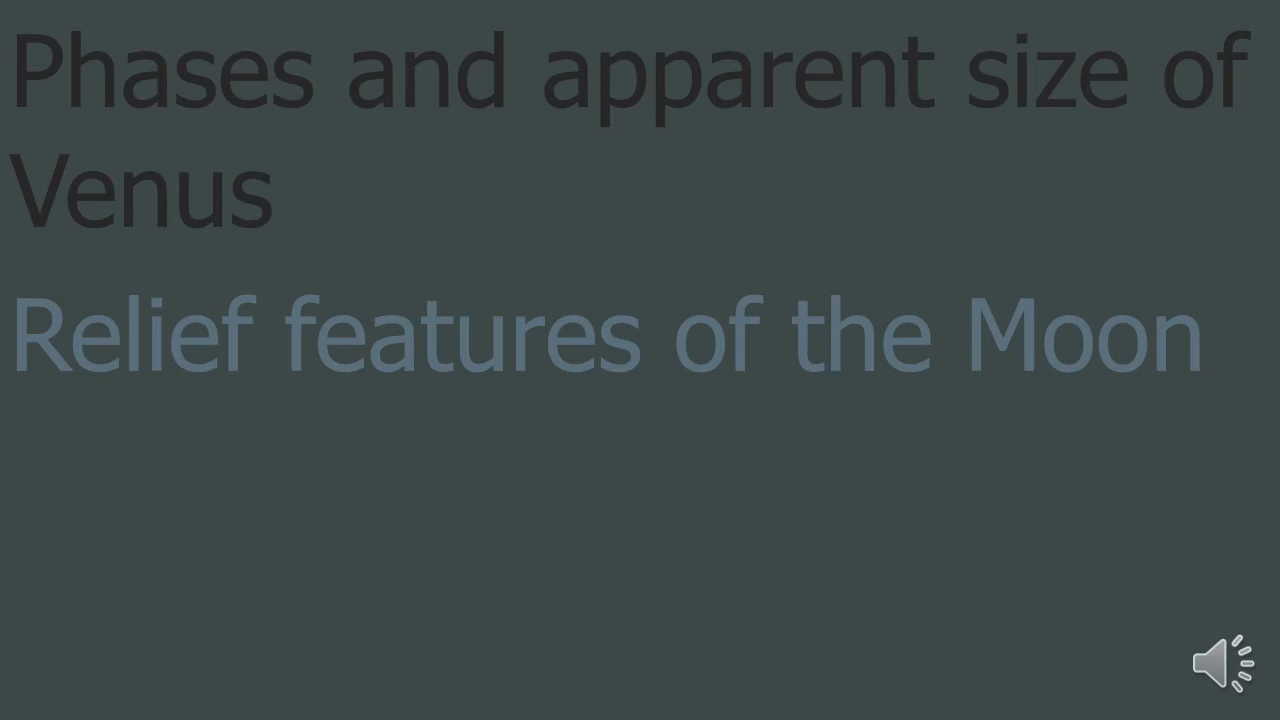 Phases and apparent size of
Venus
Relief features of the Moon